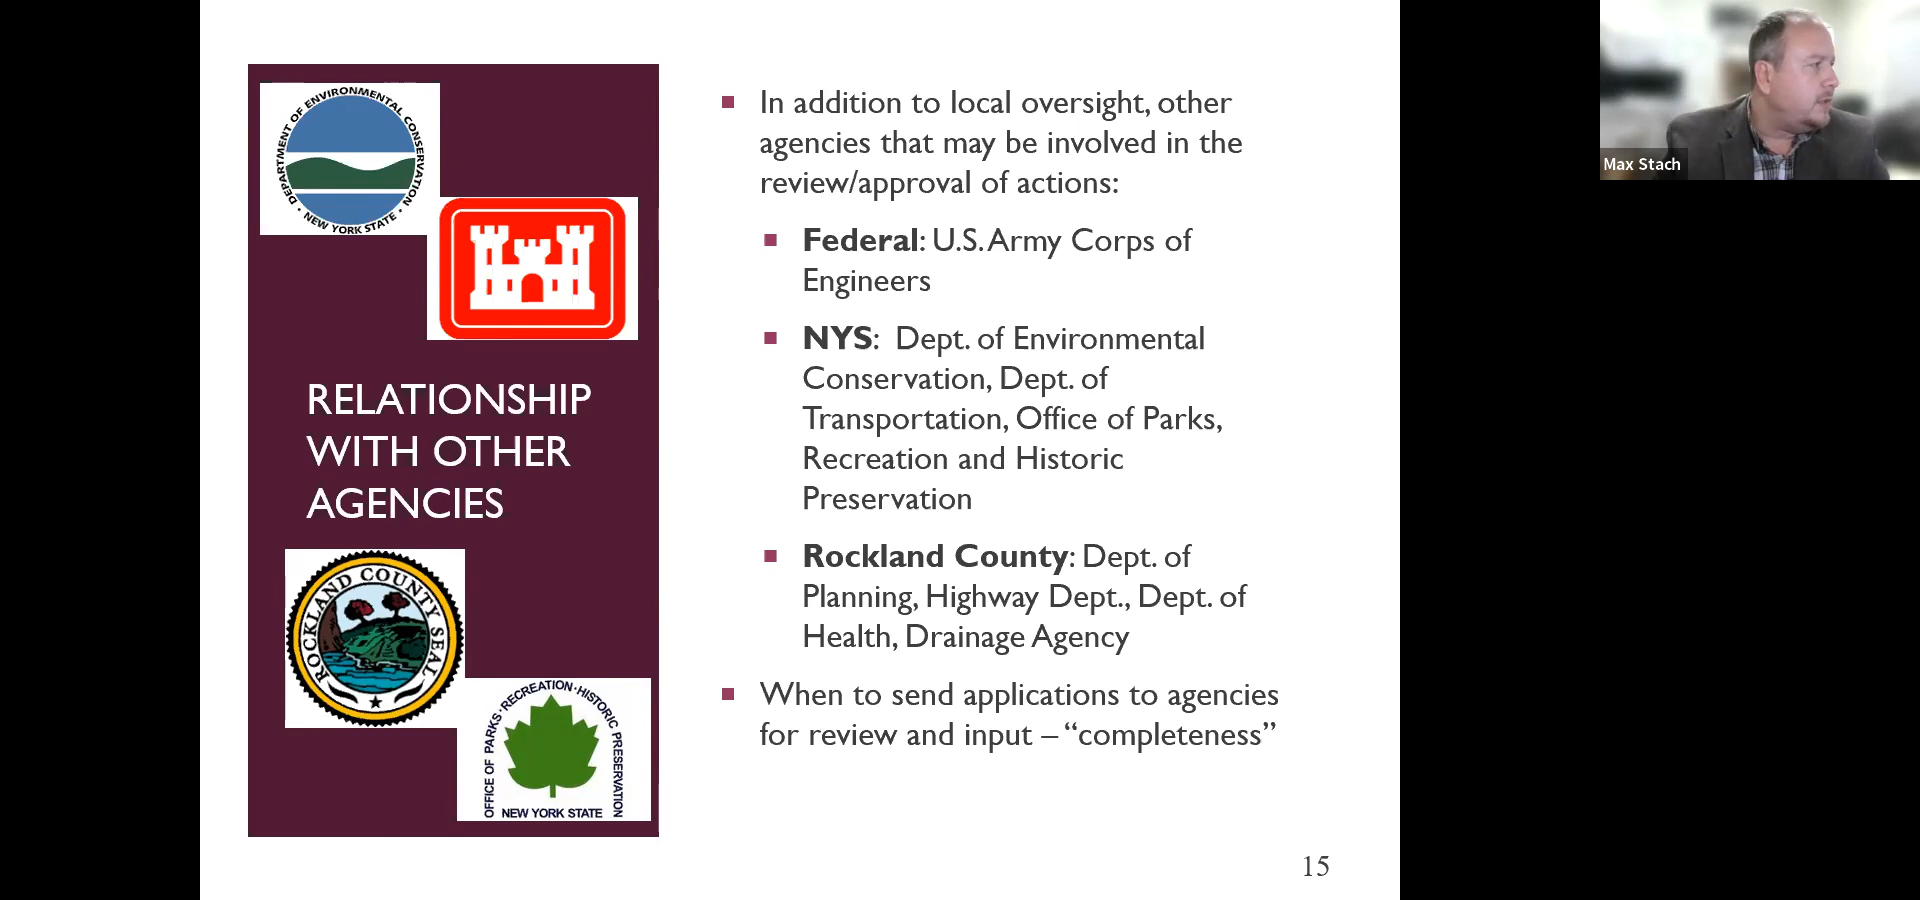 DEPARTMENT OF ENVIRONMENTAL CONSERVATION
• NEW YORK STATE •
RELATIONSHIP
WITH OTHER
AGENCIES
ROCKLAND COUNTY SEAL
OFFICE OF PARKS•RECREATION•HISTORIC PRESERVATION
NEW YORK STATE
In addition to local oversight, other
agencies that may be involved in the
review/approval of actions:
Federal: U.S. Army Corps of
Engineers
NYS: Dept. of Environmental
Conservation, Dept. of
Transportation, Office of Parks,
Recreation and Historic
Preservation
Rockland County: Dept. of
Planning, Highway Dept., Dept. of
Health, Drainage Agency
When to send applications to agencies
for review and input – “completeness”
15
Max Stach